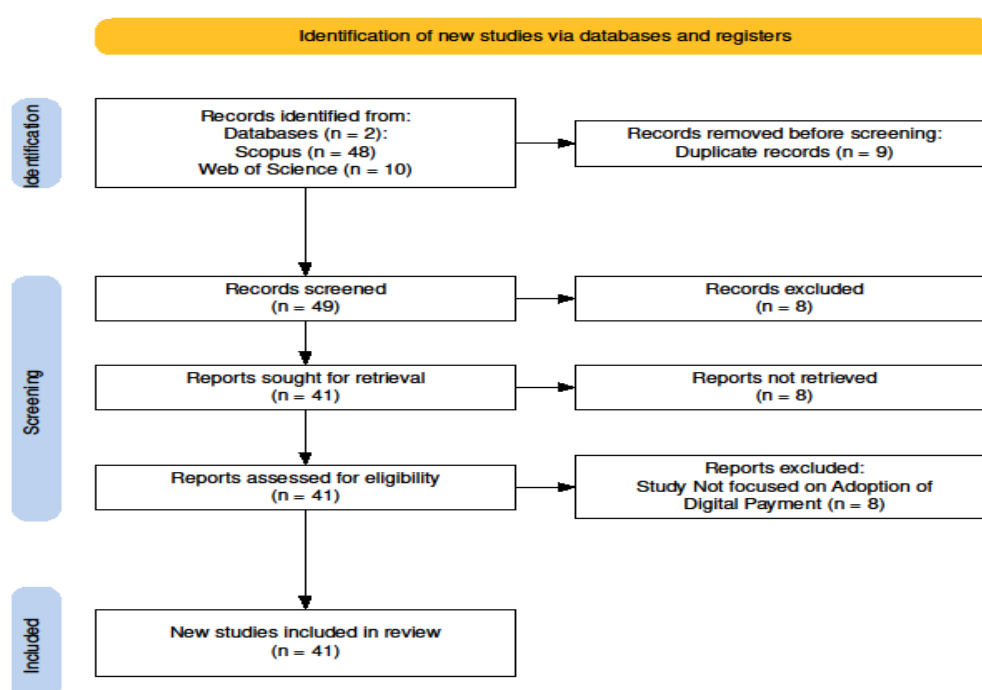 Identification of new studies via databases and registers
Identification
Records identified from:
Databases (n = 2):
Scopus (n = 48)
Web of Science (n = 10)
Records removed before screening:
Duplicate records (n = 9)
Screening
Records screened
(n = 49)
Records excluded
(n = 8)
Reports sought for retrieval
(n = 41)
Reports not retrieved
(n = 8)
Reports assessed for eligibility
(n = 41)
Reports excluded:
Study Not focused on Adoption of
Digital Payment (n = 8)
Included
New studies included in review
(n = 41)